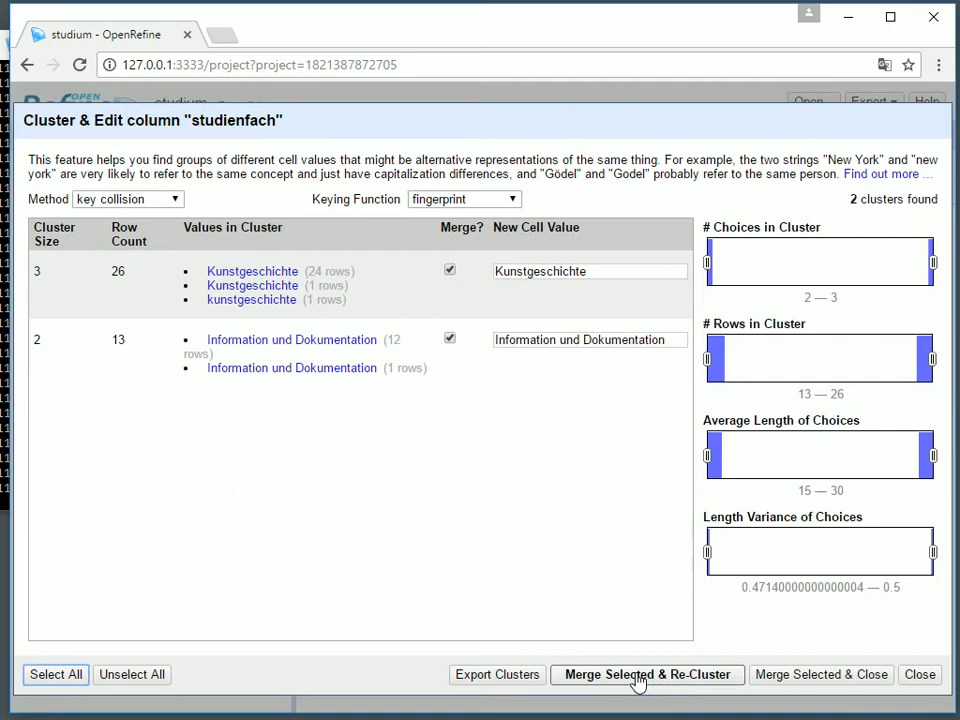 studium - OpenRefine
127.0.0.1:3333/project?project=1821387872705
OPEN
studium
Open...
Export
Help
Cluster & Edit column "studienfach"
This feature helps you find groups of different cell values that might be alternative representations of the same thing. For example, the two strings "New York" and "new
york" are very likely to refer to the same concept and just have capitalization differences, and "Gödel" and "Godel" probably refer to the same person. Find out more ...
Method key collision Keying Function fingerprint 2 clusters found
Cluster Size Row Count Values in Cluster Merge? New Cell Value
3 26 • Kunstgeschichte (24 rows) Kunstgeschichte
• Kunstgeschichte (1 rows)
• kunstgeschichte (1 rows)
2 13 • Information und Dokumentation (12 Information und Dokumentation
rows)
• Information und Dokumentation (1 rows)
# Choices in Cluster
2 — 3
# Rows in Cluster
13 — 26
Average Length of Choices
15 — 30
Length Variance of Choices
0.47140000000000004 — 0.5
Select All Unselect All Export Clusters Merge Selected & Re-Cluster Merge Selected & Close Close